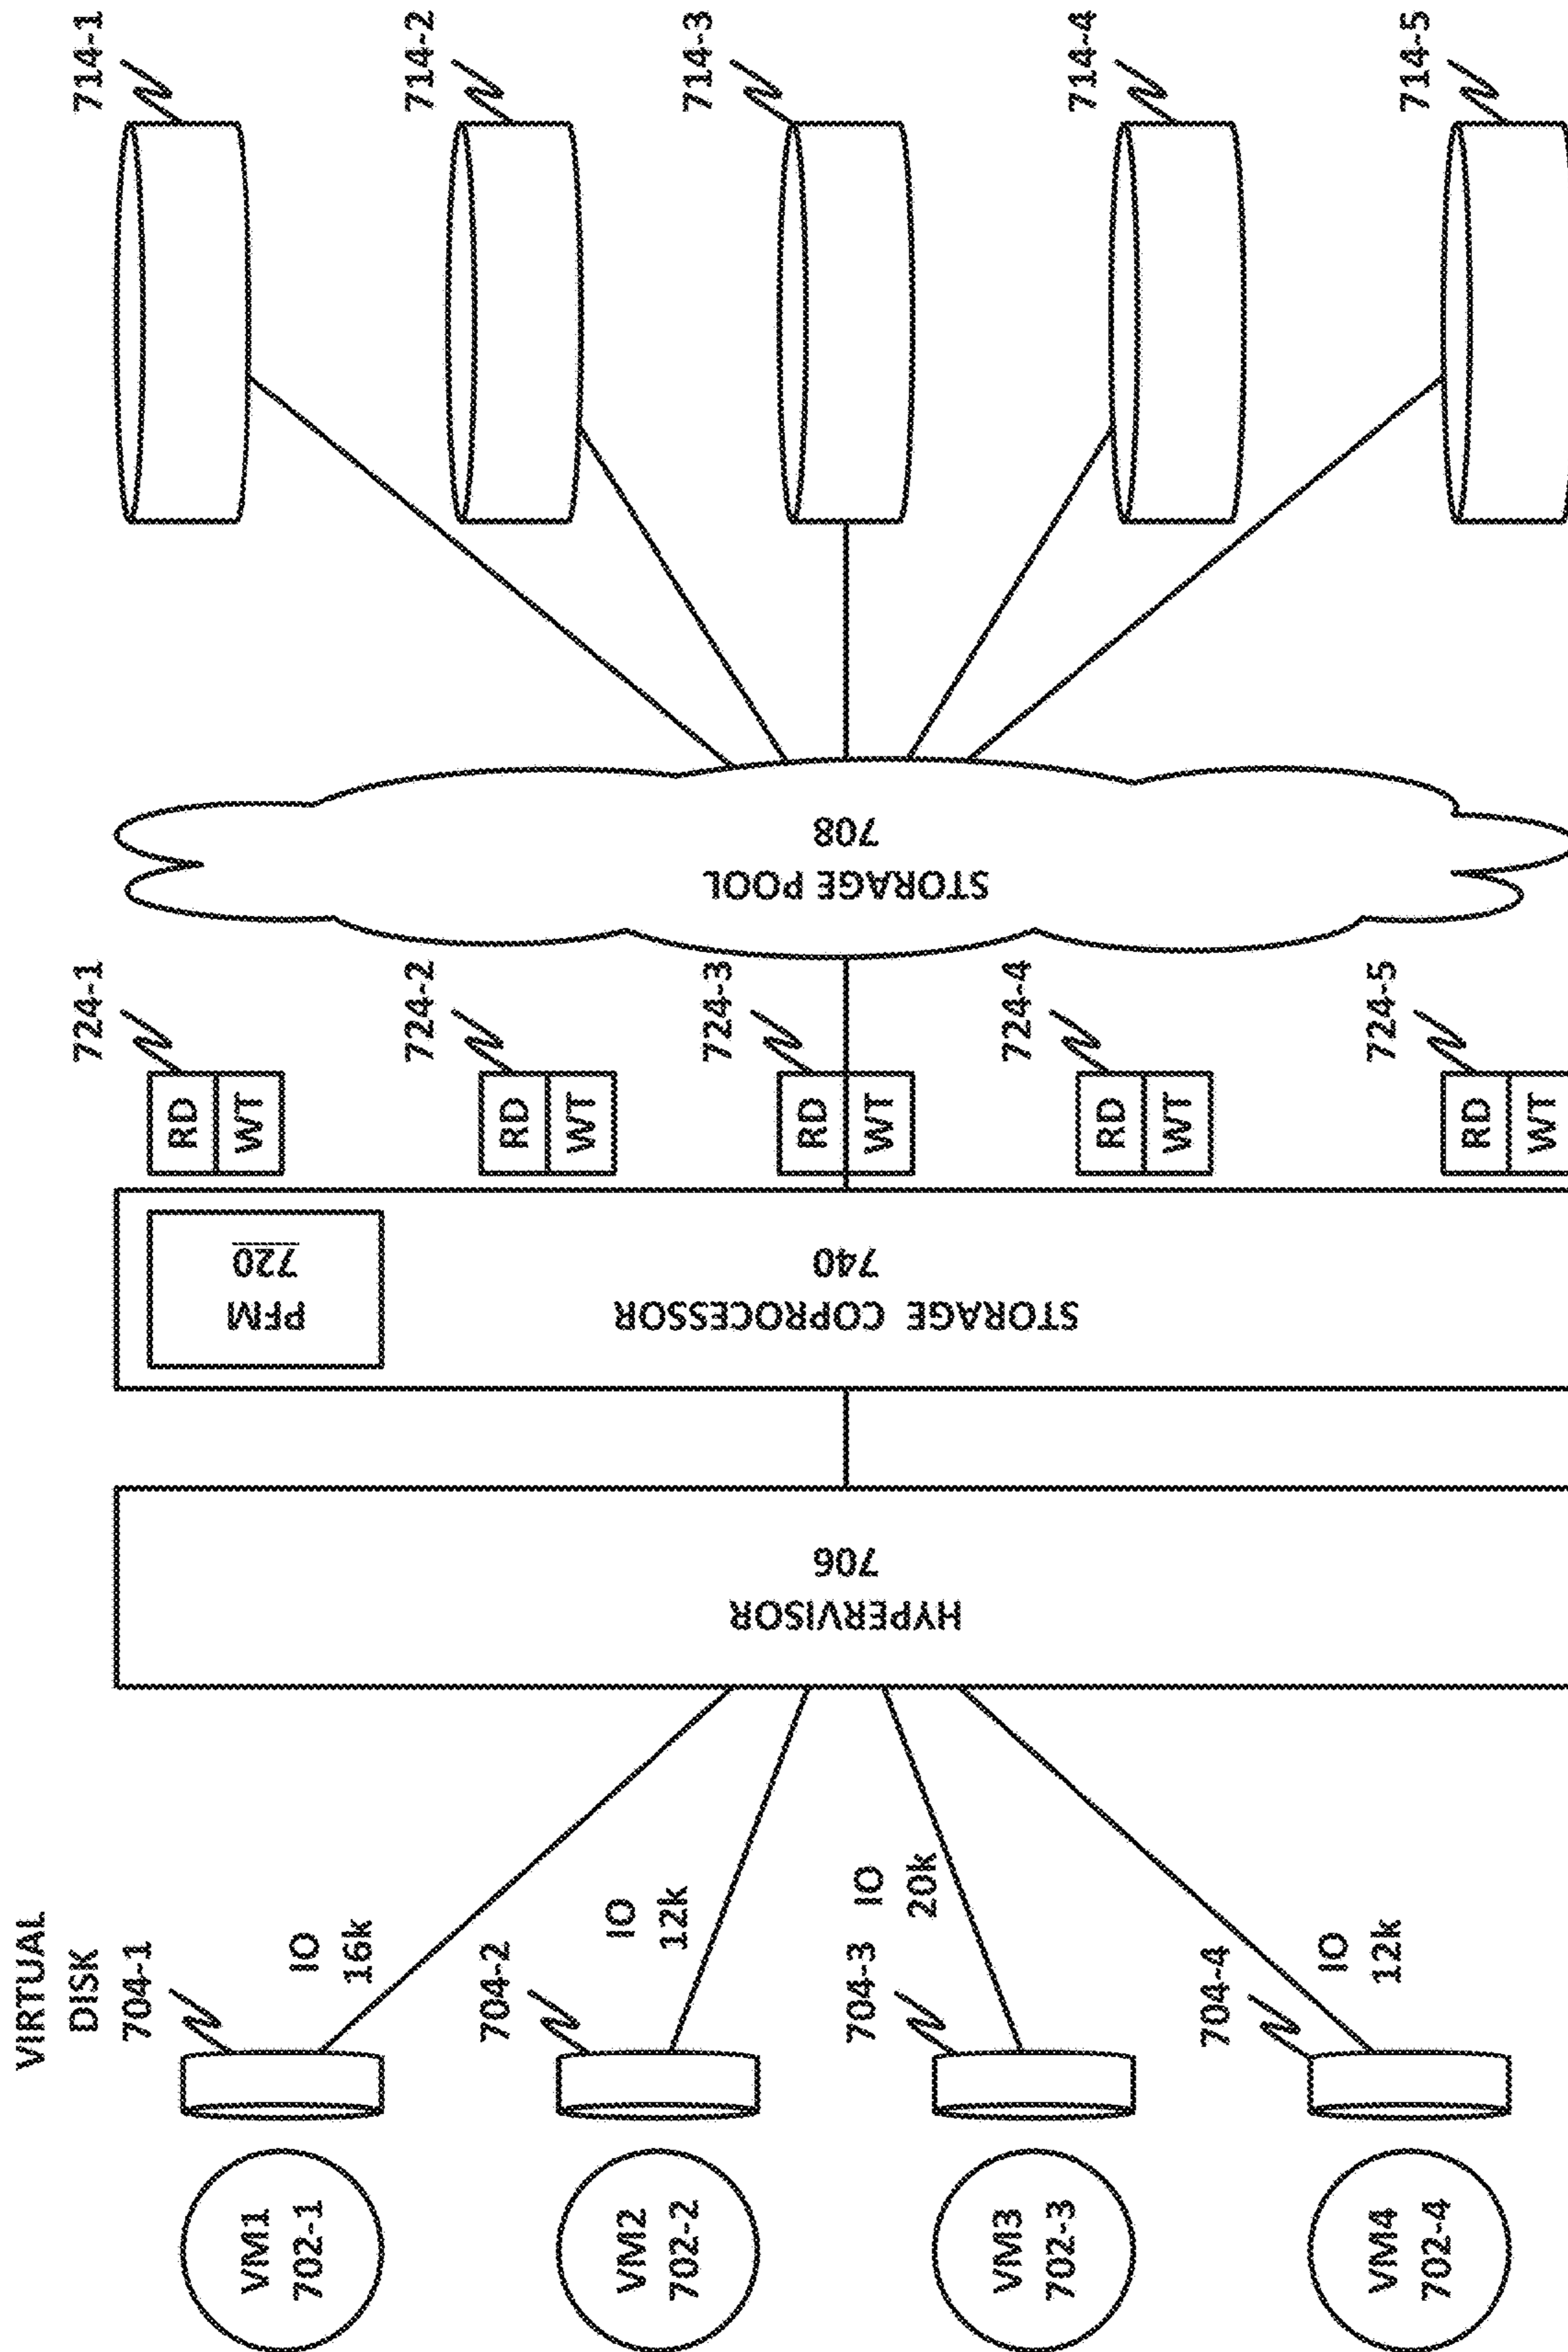 VIRTUAL
DISK
704-1
VM1
702-1
IO
16k
704-2
VM2
702-2
IO
12k
704-3
VM3
702-3
IO
20k
704-4
VM4
702-4
IO
12k
HYPERVISOR
706
STORAGE COPROCESSOR
740
PFM
720
724-1
RD
WT
724-2
RD
WT
724-3
RD
WT
724-4
RD
WT
724-5
RD
WT
STORAGE POOL
708
714-1
714-2
714-3
714-4
714-5